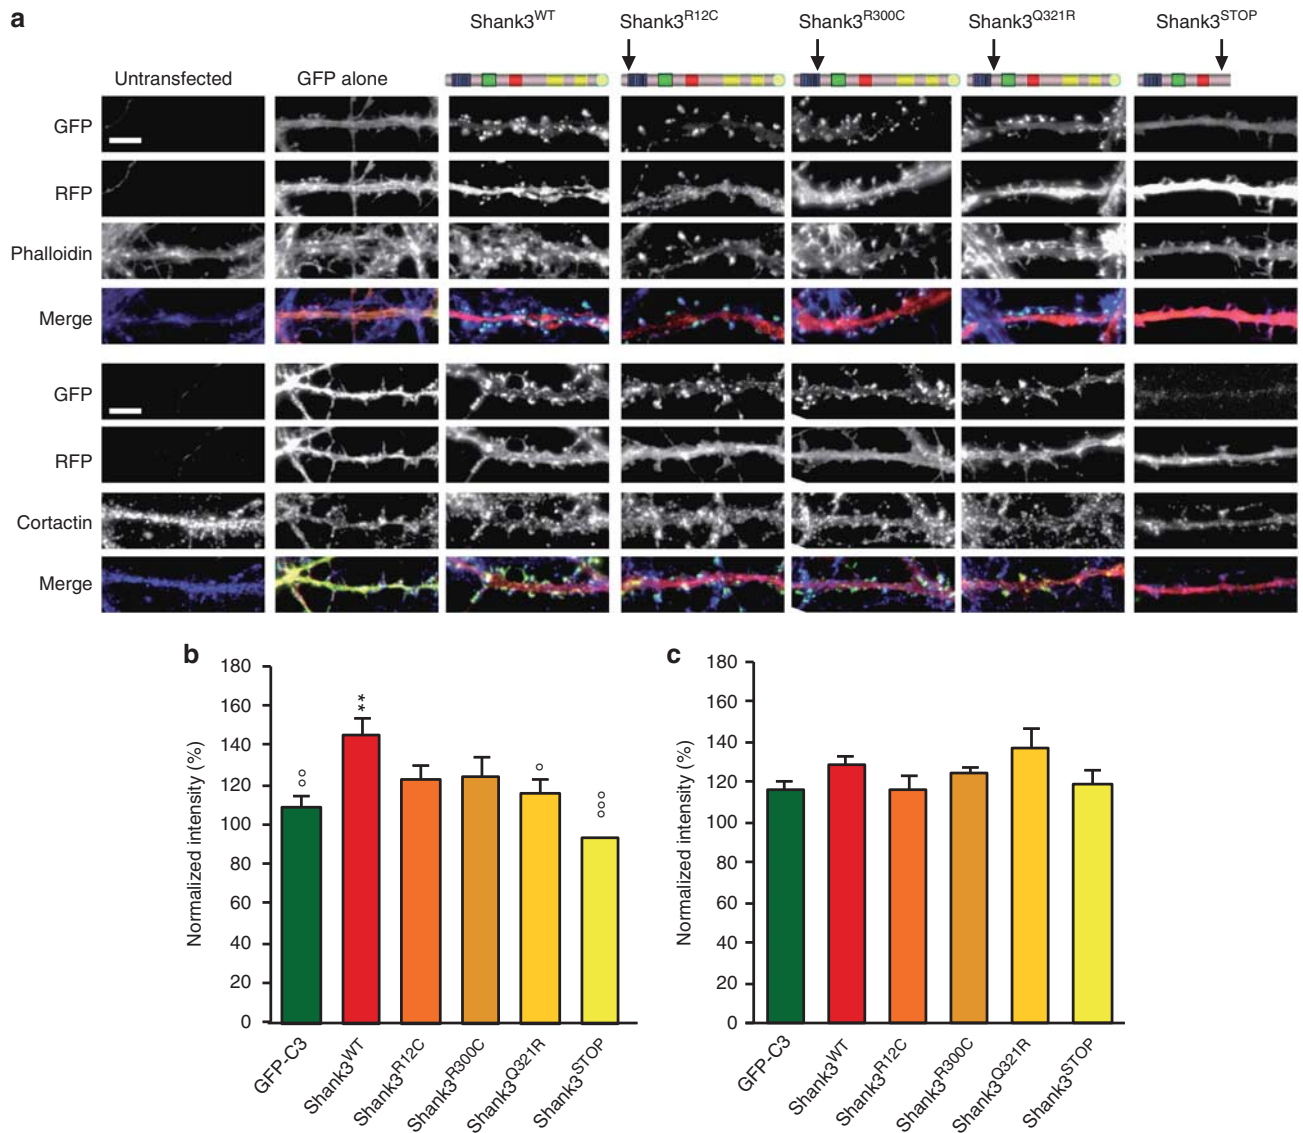 a
Shank3WT Shank3R12C Shank3R300C Shank3Q321R Shank3STOP
Untransfected GFP alone
GFP
RFP
Phalloidin
Merge
GFP
RFP
Cortactin
Merge
b
180
160
140
120
100
80
60
40
20
0
Normalized intensity (%)
**
°°
°
°°°
GFP-C3
Shank3WT
Shank3R12C
Shank3R300C
Shank3Q321R
Shank3STOP
c
180
160
140
120
100
80
60
40
20
0
Normalized intensity (%)
GFP-C3
Shank3WT
Shank3R12C
Shank3R300C
Shank3Q321R
Shank3STOP